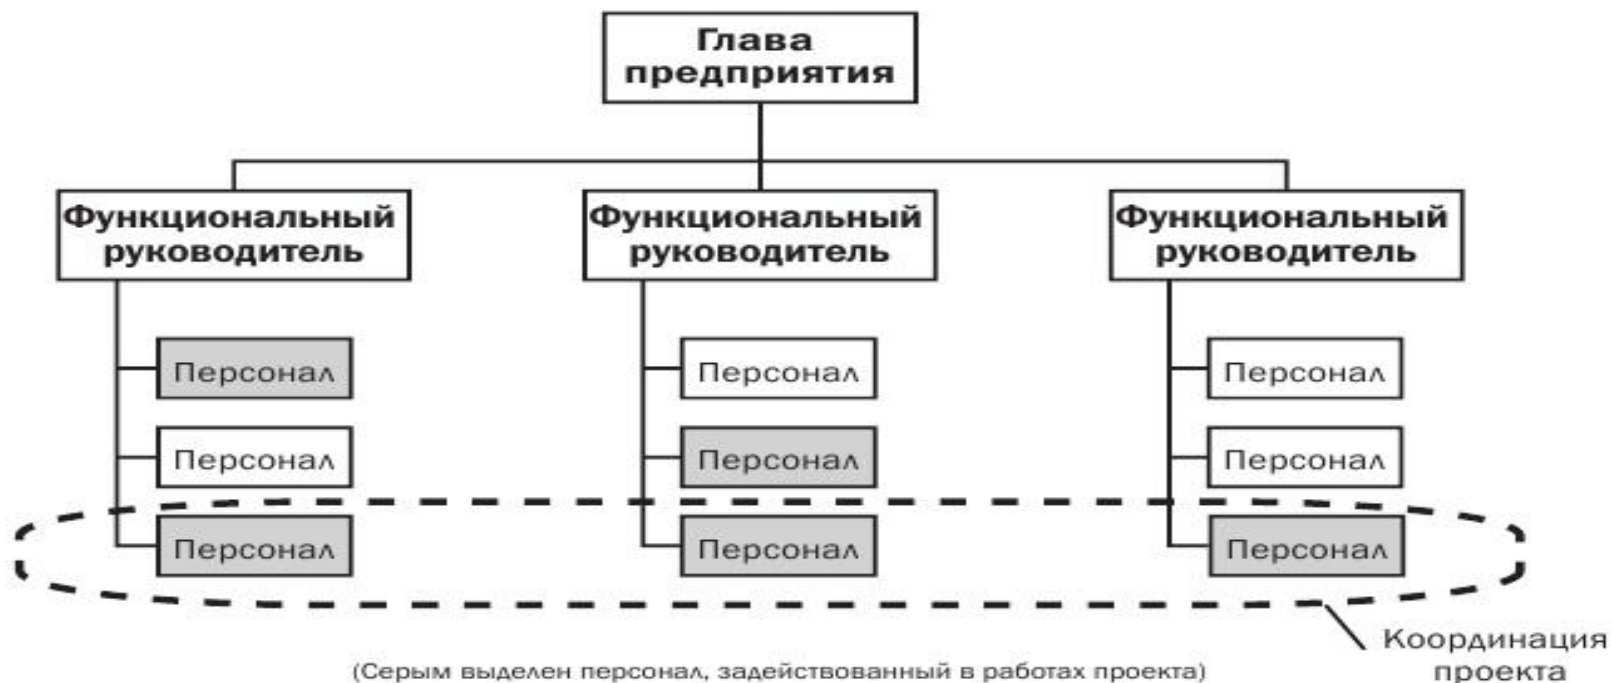 Глава
предприятия
Функциональный
руководитель
Функциональный
руководитель
Функциональный
руководитель
Персонал
Персонал
Персонал
Персонал
Персонал
Персонал
Персонал
Персонал
Персонал
Координация
проекта
(Серым выделен персонал, задействованный в работах проекта)